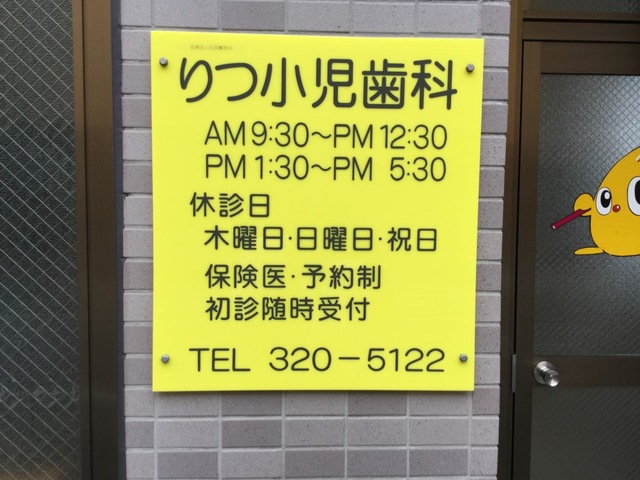 りつ小児歯科
AM 9:30～PM 12:30
PM 1:30～PM 5:30
休診日
木曜日･日曜日･祝日
保険医･予約制
初診随時受付
TEL 320－5122